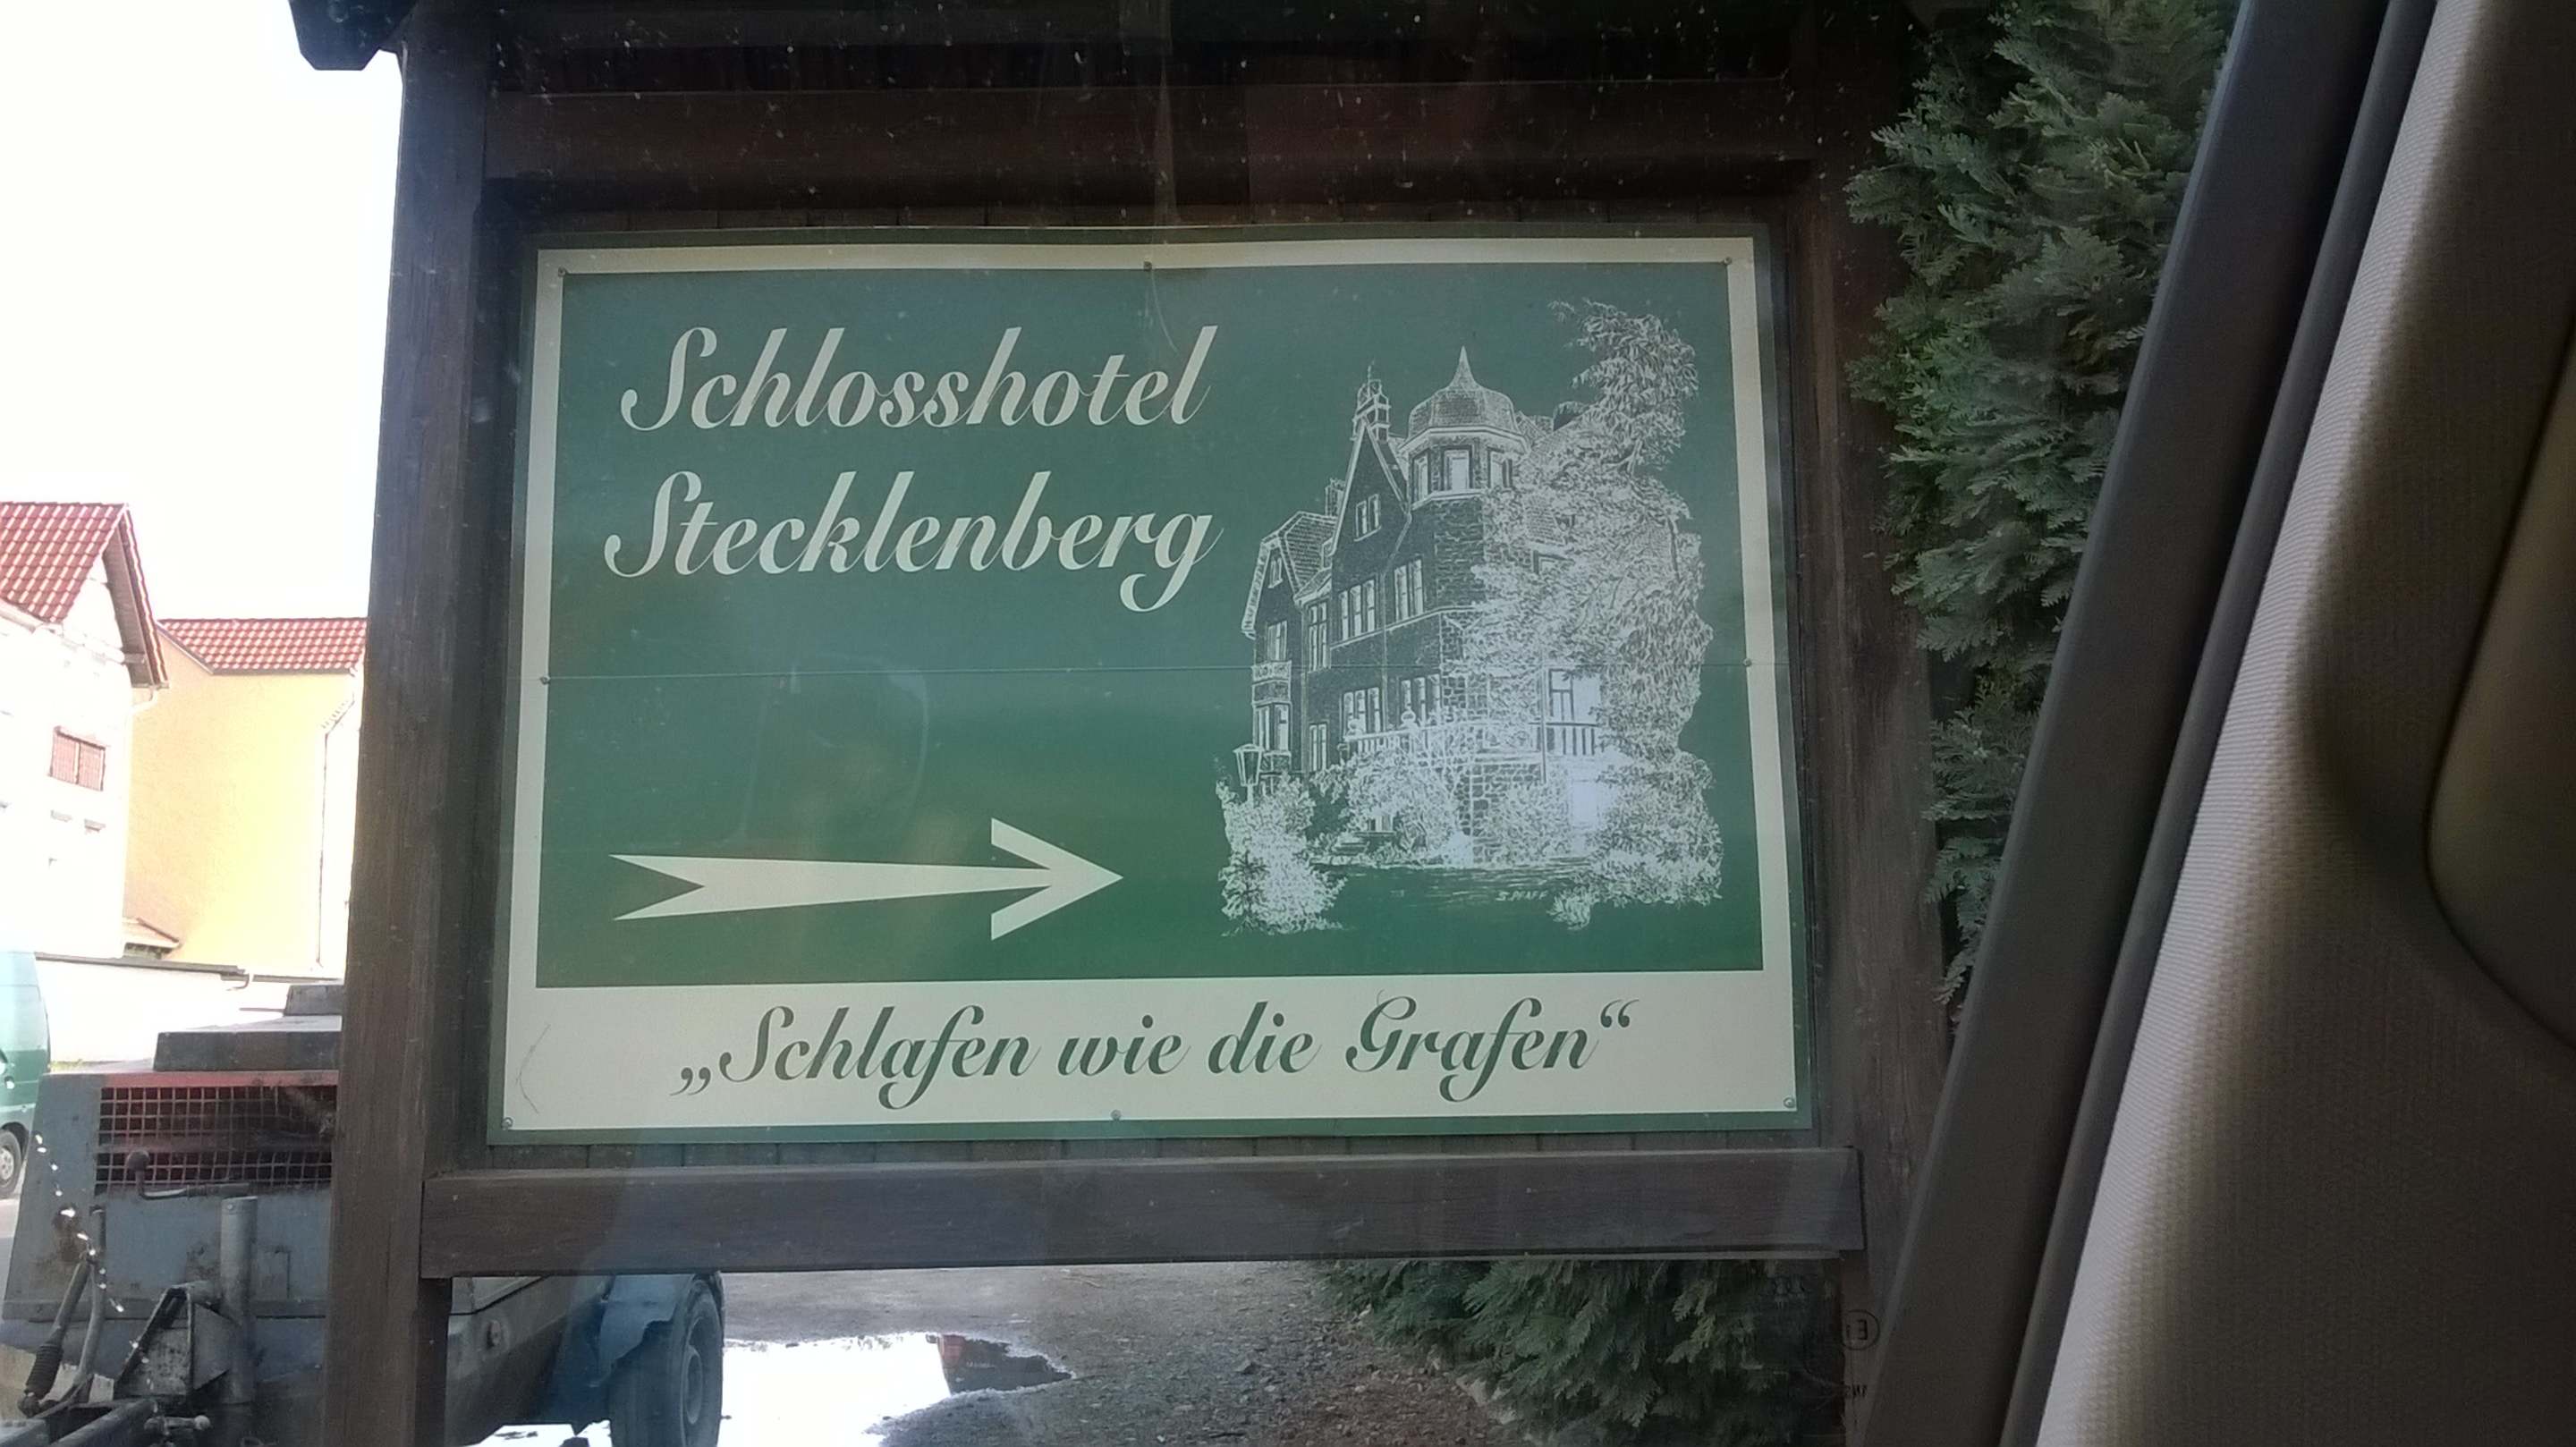 Schlosshotel
Stecklenberg
„Schlafen wie die Grafen“